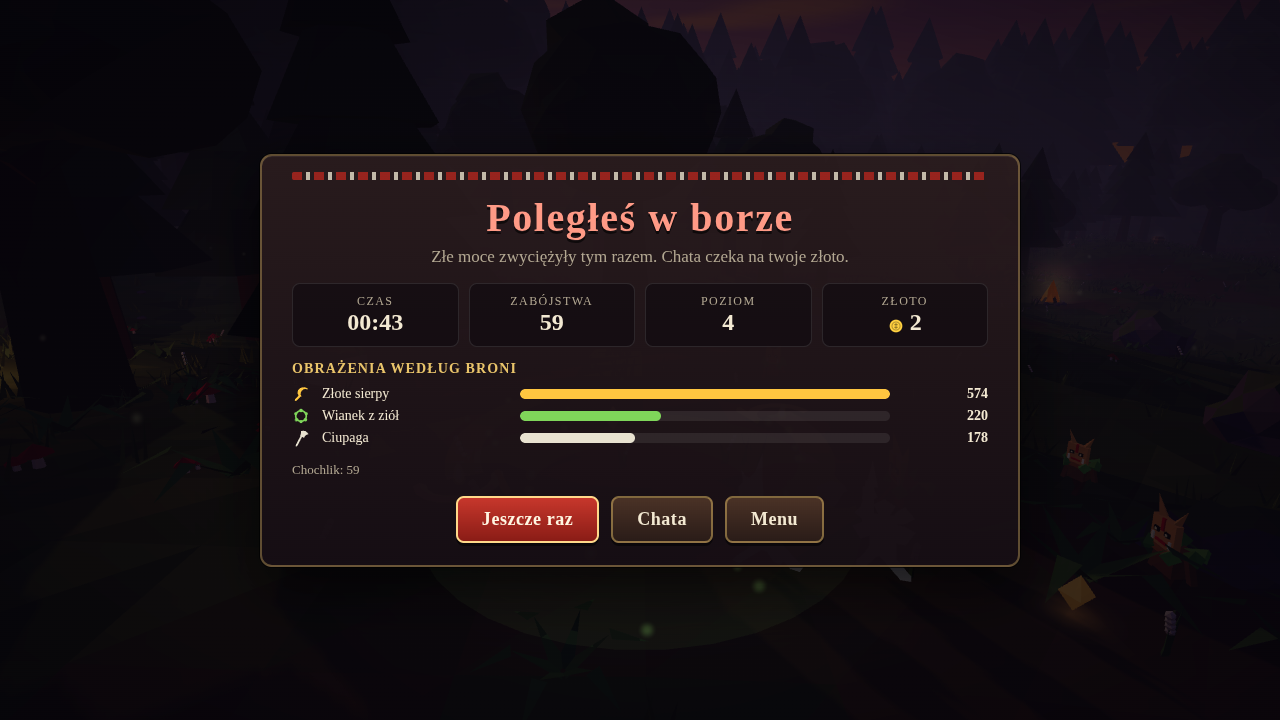 Poległeś w borze
Złe moce zwyciężyły tym razem. Chata czeka na twoje złoto.
CZAS
00:43
ZABÓJSTWA
59
POZIOM
4
ZŁOTO
2
OBRAŻENIA WEDŁUG BRONI
Złote sierpy 574
Wianek z ziół 220
Ciupaga 178
Chochlik: 59
Jeszcze raz
Chata
Menu